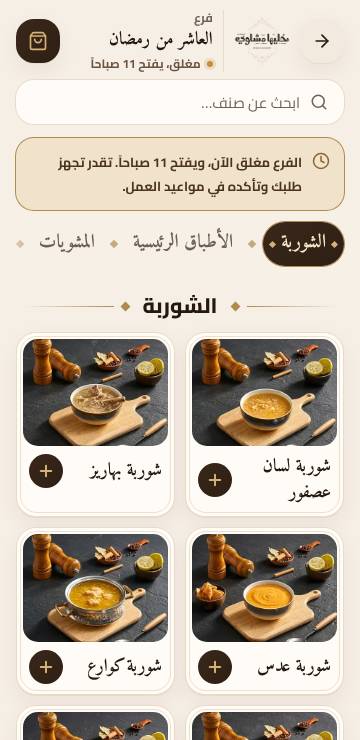 فرع
العاشر من رمضان
مغلق، يفتح 11 صباحاً
خليها مشاوي
ابحث عن صنف...
الفرع مغلق الآن، ويفتح 11 صباحاً. تقدر تجهز
طلبك وتأكده في مواعيد العمل.
الشوربة
الأطباق الرئيسية
المشويات
الشوربة
شوربة لسان
عصفور
شوربة بهاريز
شوربة عدس
شوربة كوارع